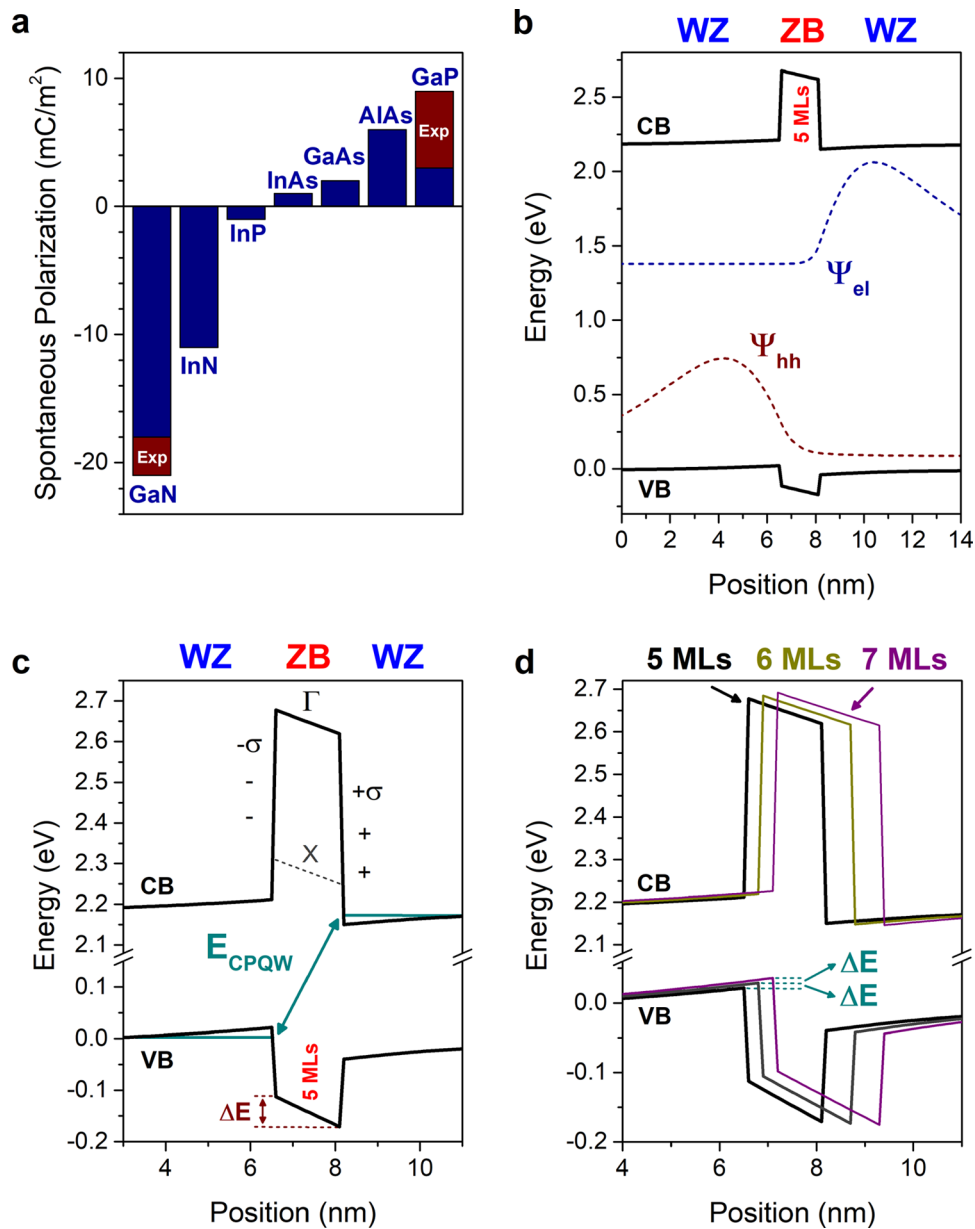 a
Spontaneous Polarization (mC/m²)
10
0
-10
-20
GaN
Exp
InN
InP
InAs
GaAs
AlAs
GaP
Exp
b
WZ ZB WZ
Energy (eV)
2.5
2.0
1.5
1.0
0.5
0.0
CB
5 MLs
Ψel
Ψhh
VB
0 2 4 6 8 10 12 14
Position (nm)
c
WZ ZB WZ
Energy (eV)
2.7
2.6
2.5
2.4
2.3
2.2
2.1
0.1
0.0
-0.1
-0.2
Γ
-σ
-
-
+σ
+
+
X
CB
ECPQW
VB
5 MLs
ΔE
4 6 8 10
Position (nm)
d
5 MLs 6 MLs 7 MLs
Energy (eV)
2.7
2.6
2.5
2.4
2.3
2.2
2.1
0.0
-0.1
-0.2
CB
ΔE
ΔE
VB
4 6 8 10
Position (nm)